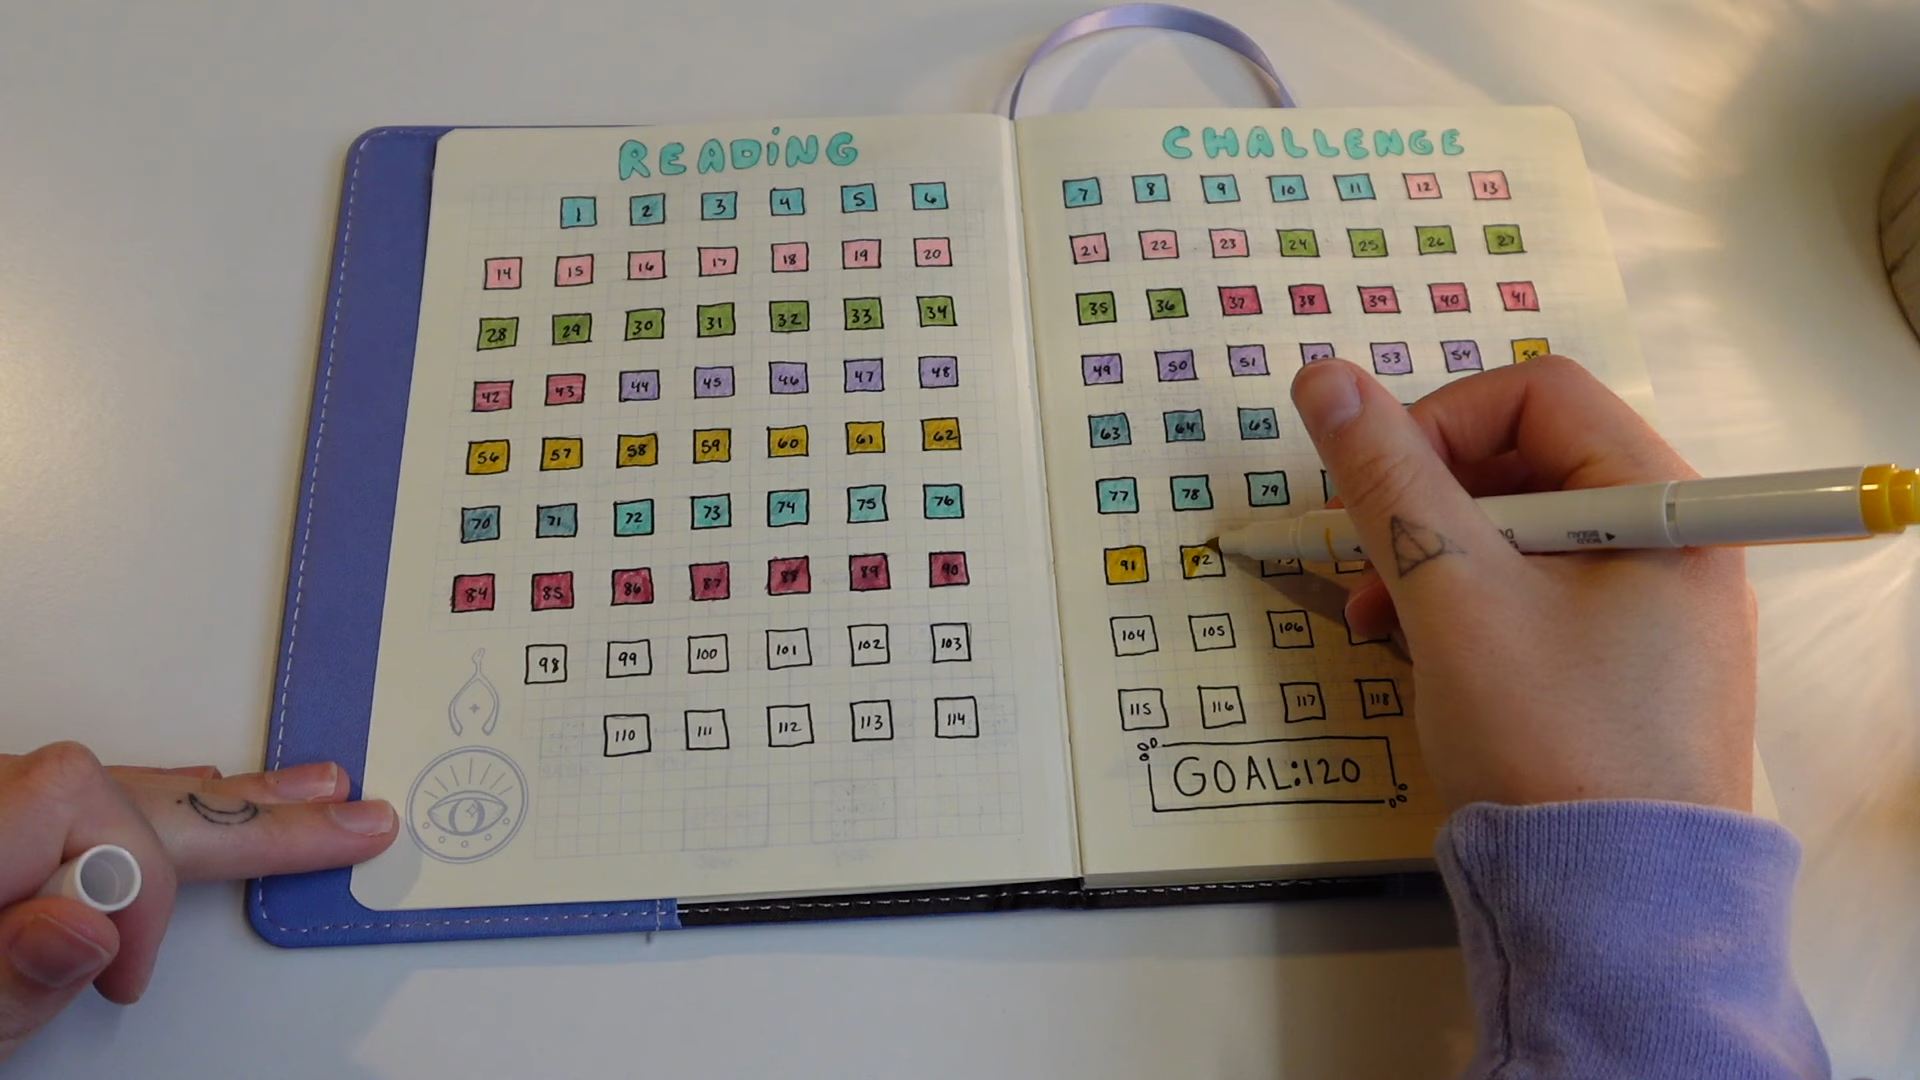 READiNG CHALLENGE
1 2 3 4 5 6 7 8 9 10 11 12 13
14 15 16 17 18 19 20 21 22 23 24 25 26 27
28 29 30 31 32 33 34 35 36 37 38 39 40 41
42 43 44 45 46 47 48 49 50 51 52 53 54 55
56 57 58 59 60 61 62 63 64 65
70 71 72 73 74 75 76 77 78 79
84 85 86 87 88 89 90 91 92
98 99 100 101 102 103 104 105 106
110 111 112 113 114 115 116 117 118
GOAL:120